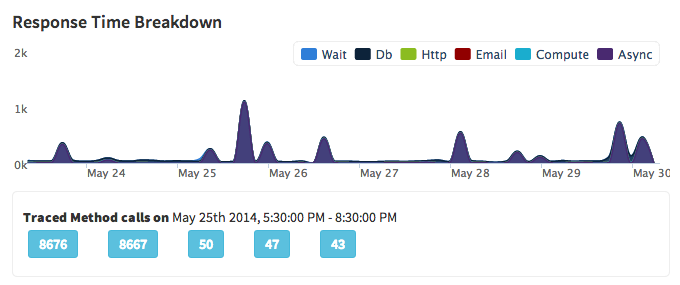 Response Time Breakdown
2k
Wait Db Http Email Compute Async
1k
0k
May 24 May 25 May 26 May 27 May 28 May 29 May 30
Traced Method calls on May 25th 2014, 5:30:00 PM - 8:30:00 PM
8676 8667 50 47 43